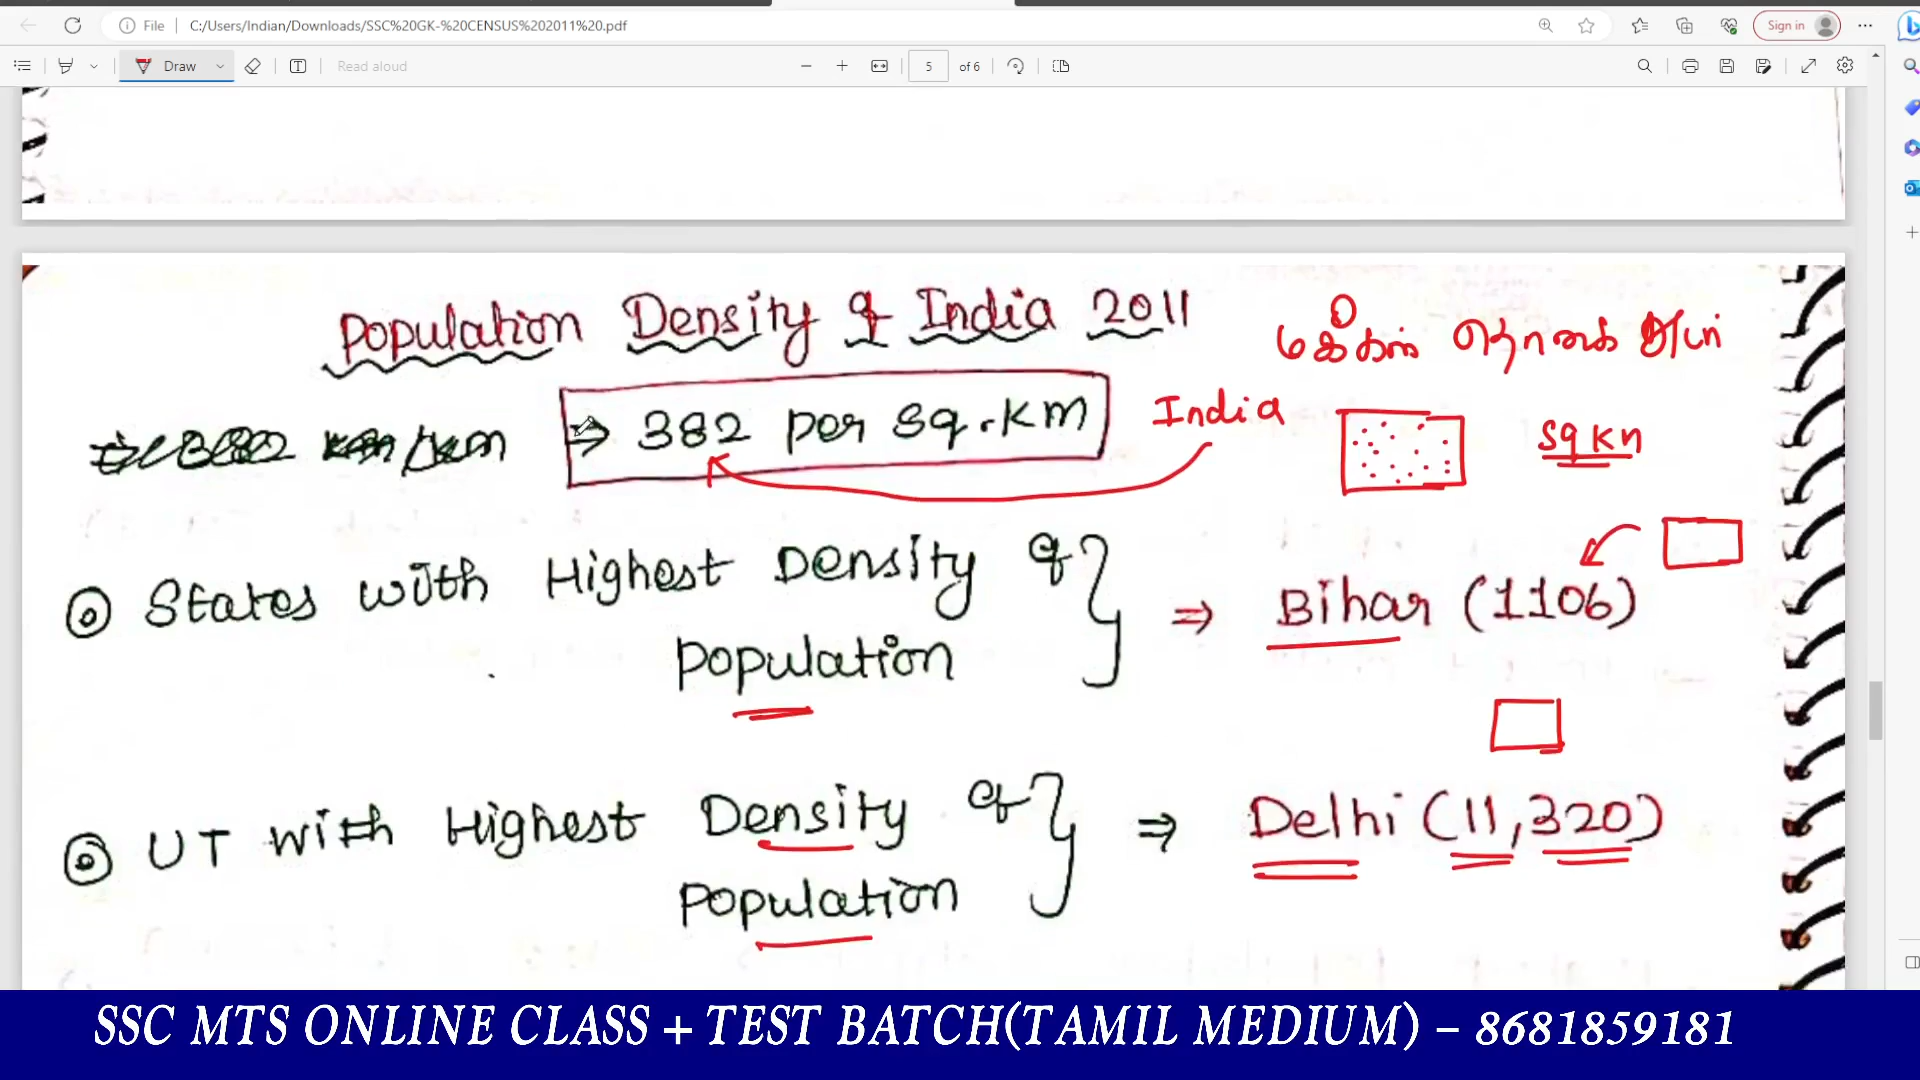 File C:/Users/Indian/Downloads/SSC%20GK-%20CENSUS%202011%20.pdf Sign in
Draw Read aloud 5 of 6
Population Density of India 2011
மக்கள் தொகை
⇒ 382 per sq.km India sq km
States with Highest Density of
Population ⇒ Bihar (1106)
UT with Highest Density of
Population ⇒ Delhi (11,320)
SSC MTS ONLINE CLASS + TEST BATCH(TAMIL MEDIUM) – 8681859181